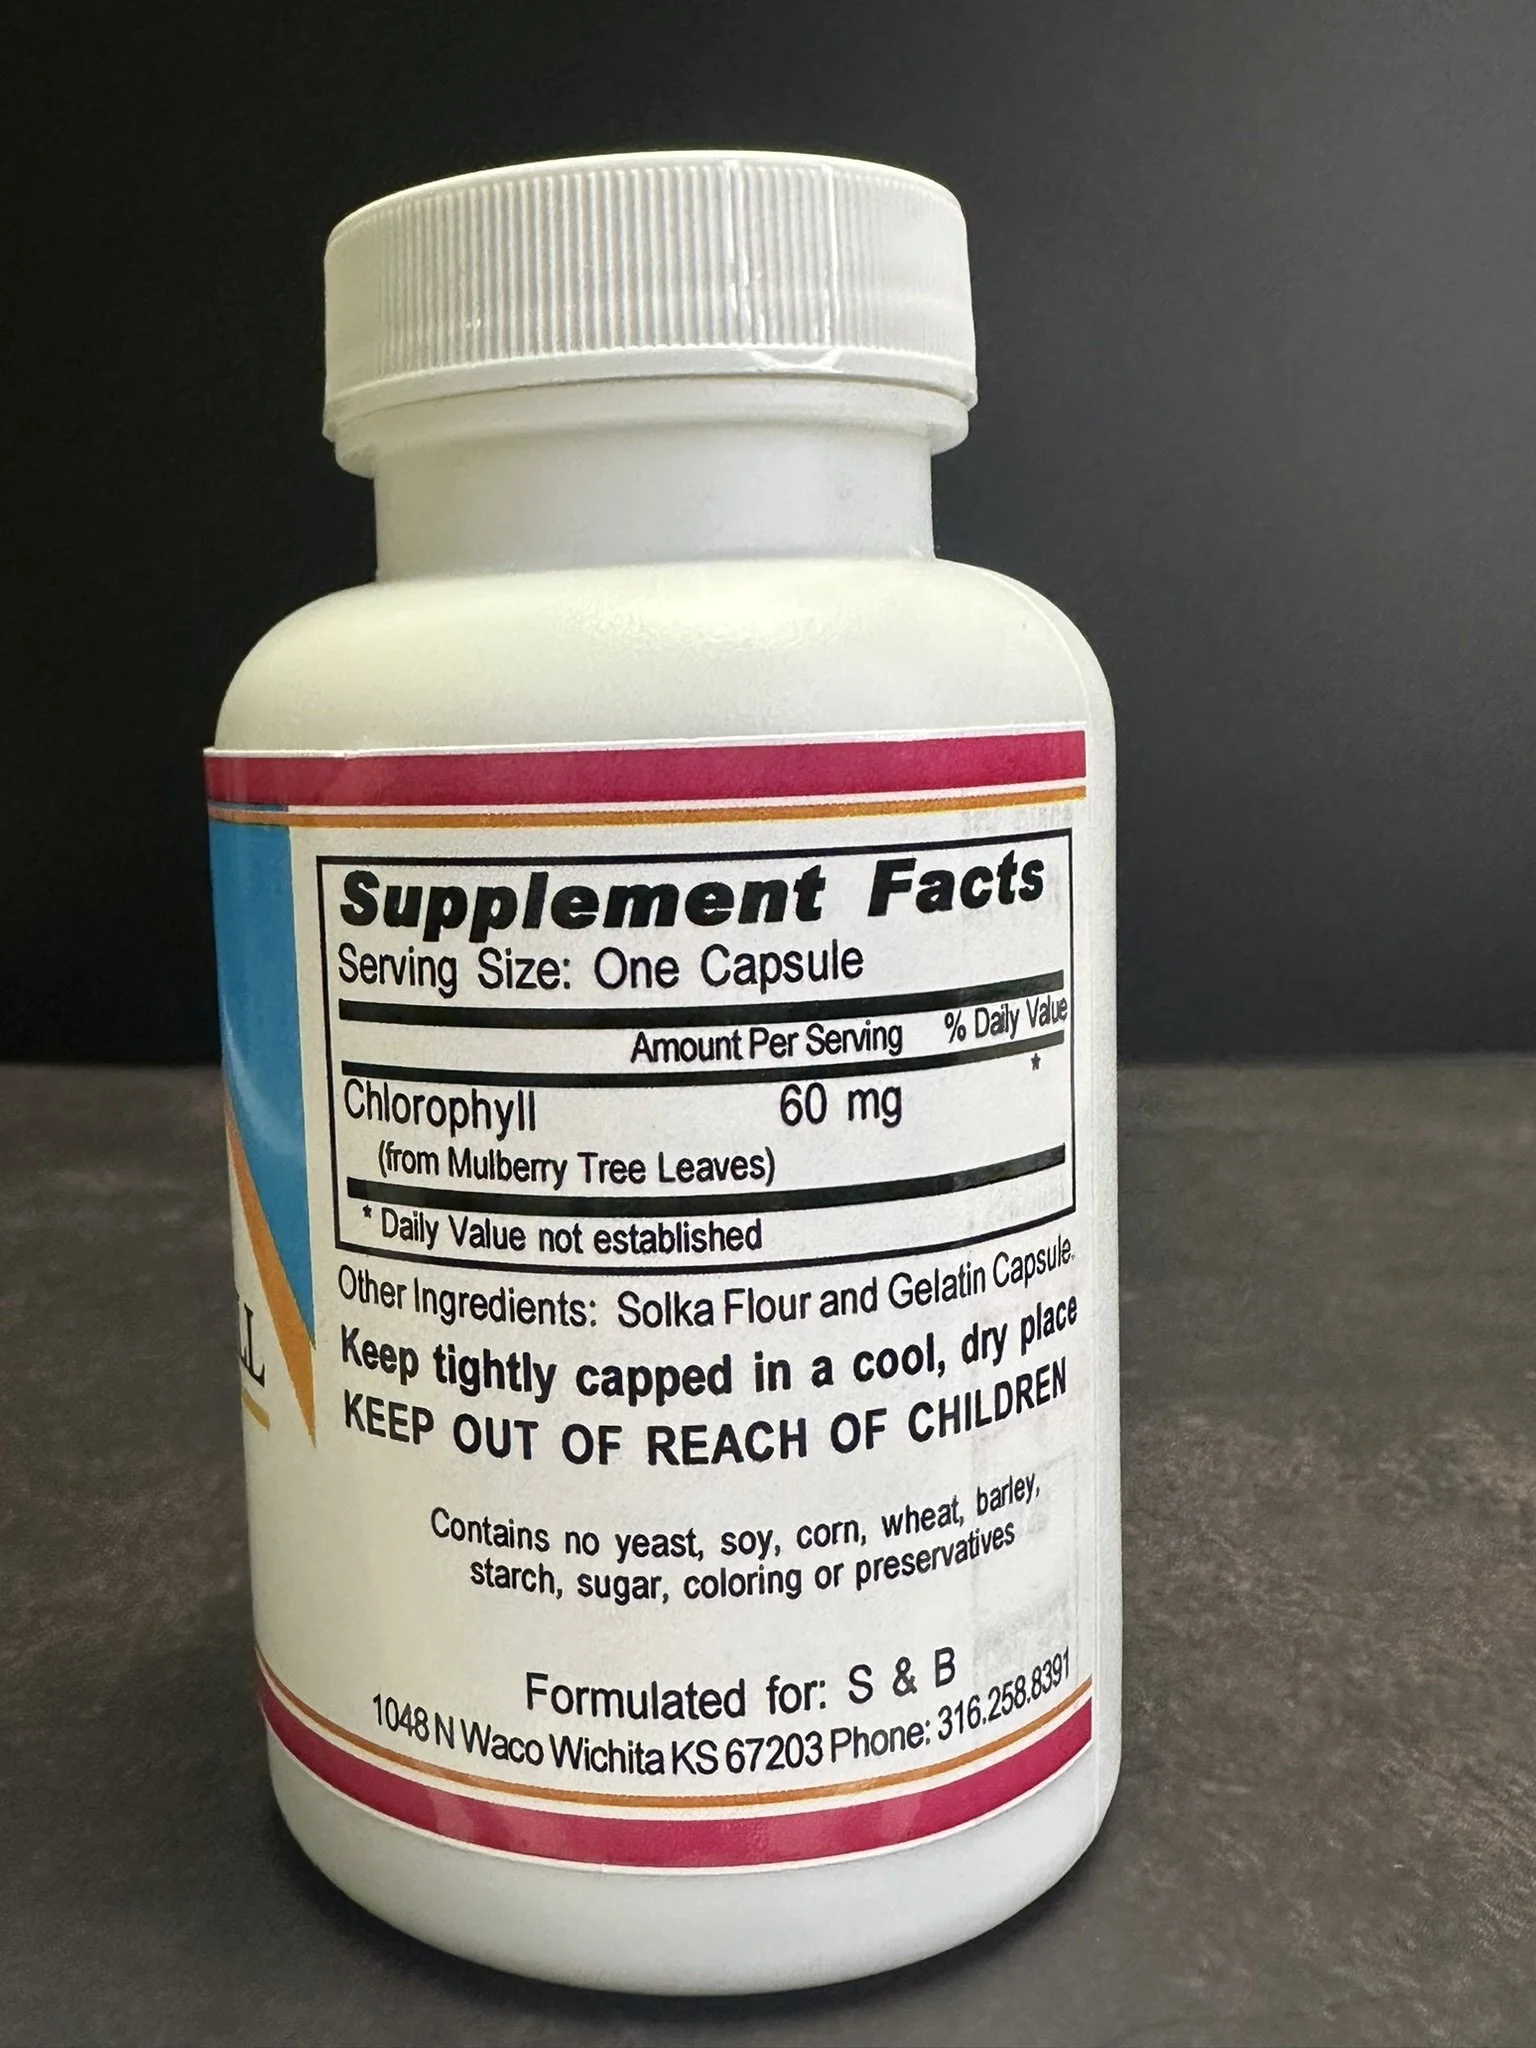 Supplement Facts
Serving Size: One Capsule
Amount Per Serving % Daily Value
Chlorophyll 60 mg *
(from Mulberry Tree Leaves)
* Daily Value not established
Other Ingredients: Solka Flour and Gelatin Capsule.
Keep tightly capped in a cool, dry place
KEEP OUT OF REACH OF CHILDREN
Contains no yeast, soy, corn, wheat, barley,
starch, sugar, coloring or preservatives
Formulated for: S & B
1048 N Waco Wichita KS 67203 Phone: 316.258.8391